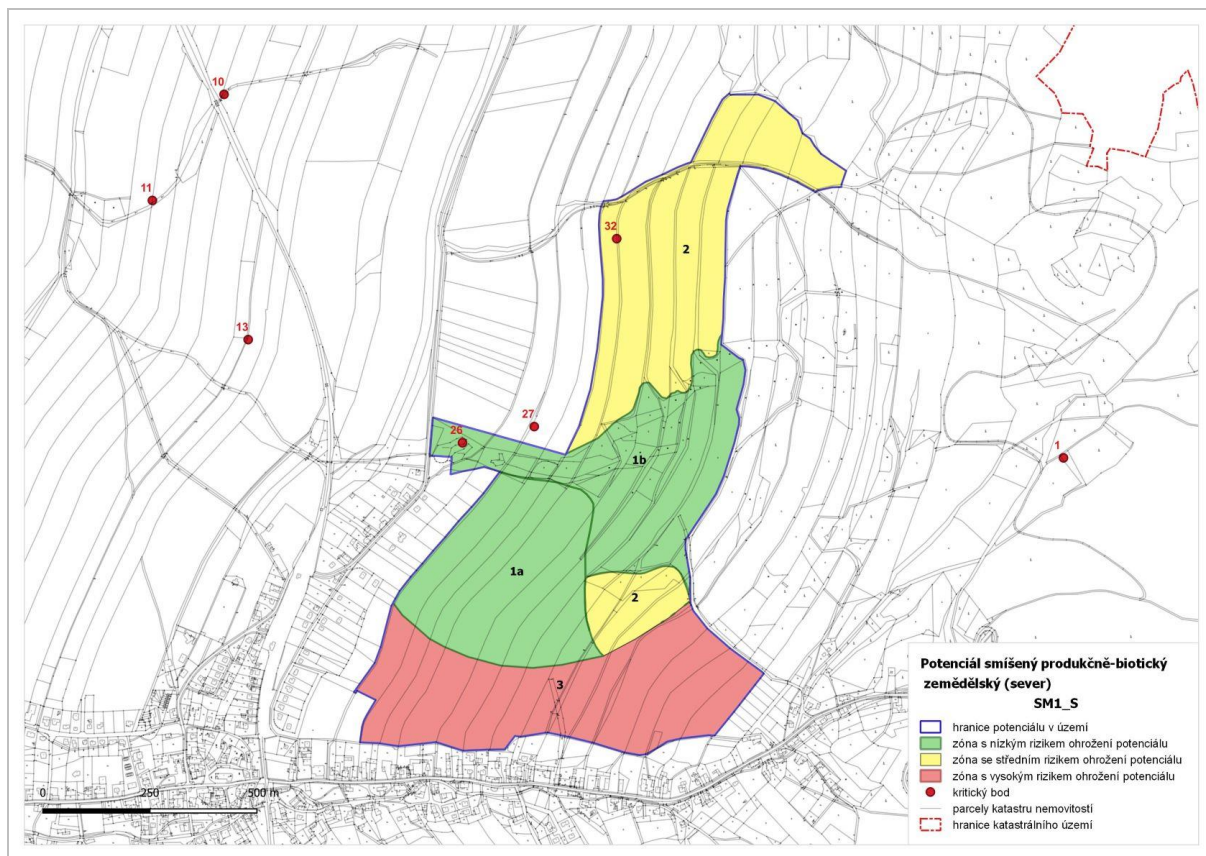 10
11
32
2
13
27
26
1b
1
1a
2
3
Potenciál smíšený produkčně-biotický
zemědělský (sever)
SM1_S
hranice potenciálu v území
zóna s nízkým rizikem ohrožení potenciálu
zóna se středním rizikem ohrožení potenciálu
zóna s vysokým rizikem ohrožení potenciálu
kritický bod
parcely katastru nemovitostí
hranice katastrálního území
0 250 500 m